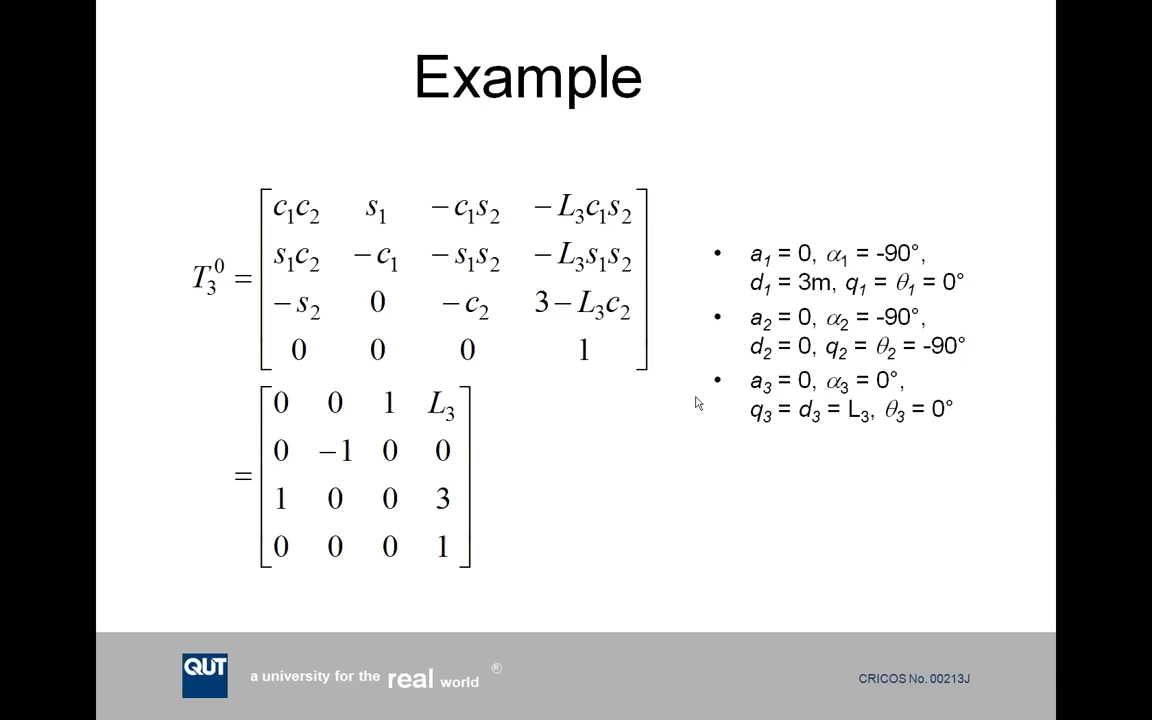 Example
T₃⁰ = [ c₁c₂ s₁ −c₁s₂ −L₃c₁s₂
s₁c₂ −c₁ −s₁s₂ −L₃s₁s₂
−s₂ 0 −c₂ 3−L₃c₂
0 0 0 1 ]
= [ 0 0 1 L₃
0 −1 0 0
1 0 0 3
0 0 0 1 ]
• a₁ = 0, α₁ = -90°,
d₁ = 3m, q₁ = θ₁ = 0°
• a₂ = 0, α₂ = -90°,
d₂ = 0, q₂ = θ₂ = -90°
• a₃ = 0, α₃ = 0°,
q₃ = d₃ = L₃, θ₃ = 0°
QUT
a university for the real world ®
CRICOS No. 00213J